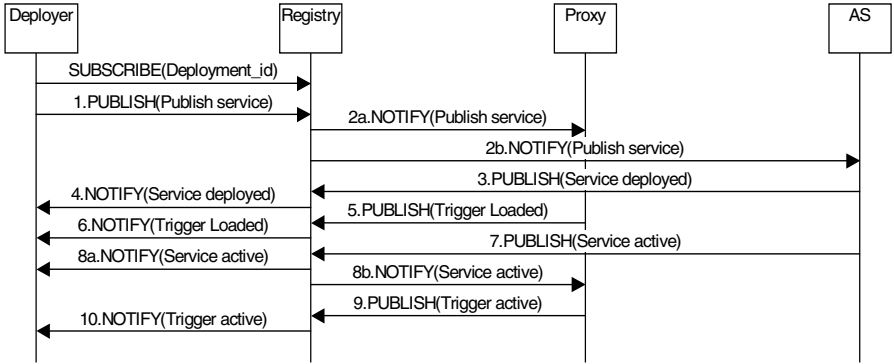 Deployer
Registry
Proxy
AS
SUBSCRIBE(Deployment_id)
1.PUBLISH(Publish service)
2a.NOTIFY(Publish service)
2b.NOTIFY(Publish service)
3.PUBLISH(Service deployed)
4.NOTIFY(Service deployed)
5.PUBLISH(Trigger Loaded)
6.NOTIFY(Trigger Loaded)
7.PUBLISH(Service active)
8a.NOTIFY(Service active)
8b.NOTIFY(Service active)
9.PUBLISH(Trigger active)
10.NOTIFY(Trigger active)